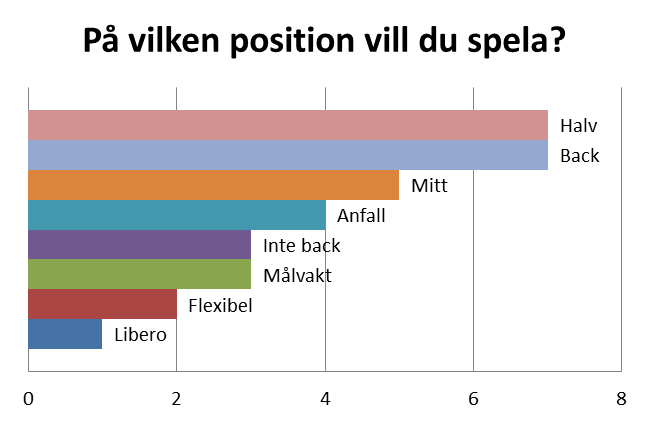 På vilken position vill du spela?
Halv
Back
Mitt
Anfall
Inte back
Målvakt
Flexibel
Libero
0 2 4 6 8